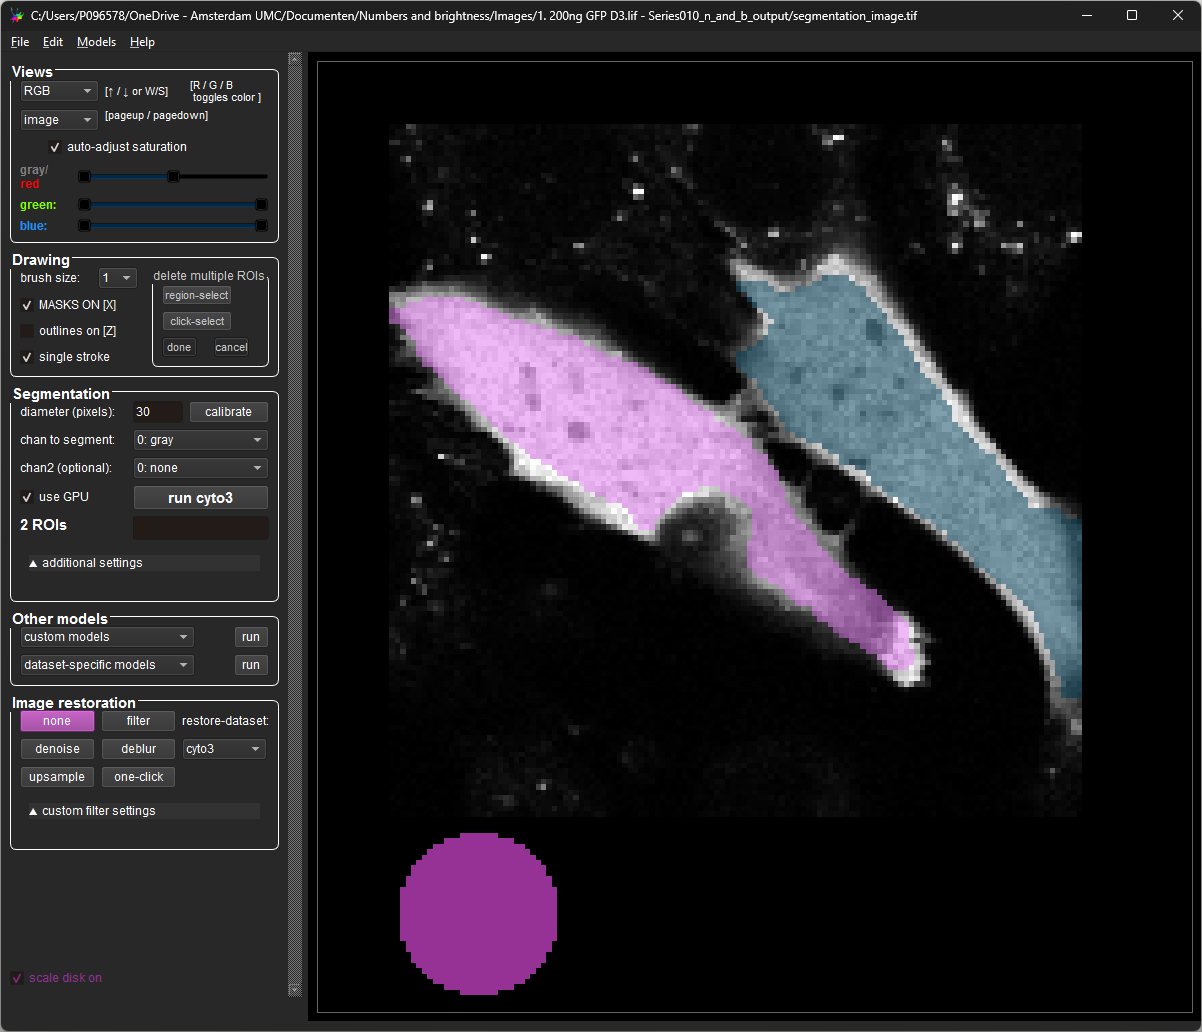 C:/Users/P096578/OneDrive - Amsterdam UMC/Documenten/Numbers and brightness/Images/1. 200ng GFP D3.lif - Series010_n_and_b_output/segmentation_image.tif
File Edit Models Help
Views
RGB [↑ / ↓ or W/S] [R / G / B
toggles color ]
image [pageup / pagedown]
auto-adjust saturation
gray/
red
green:
blue:
Drawing
brush size: 1 delete multiple ROIs
region-select
MASKS ON [X]
click-select
outlines on [Z]
done cancel
single stroke
Segmentation
diameter (pixels): 30 calibrate
chan to segment: 0: gray
chan2 (optional): 0: none
use GPU run cyto3
2 ROIs
▲ additional settings
Other models
custom models run
dataset-specific models run
Image restoration
none filter restore-dataset:
denoise deblur cyto3
upsample one-click
▲ custom filter settings
scale disk on